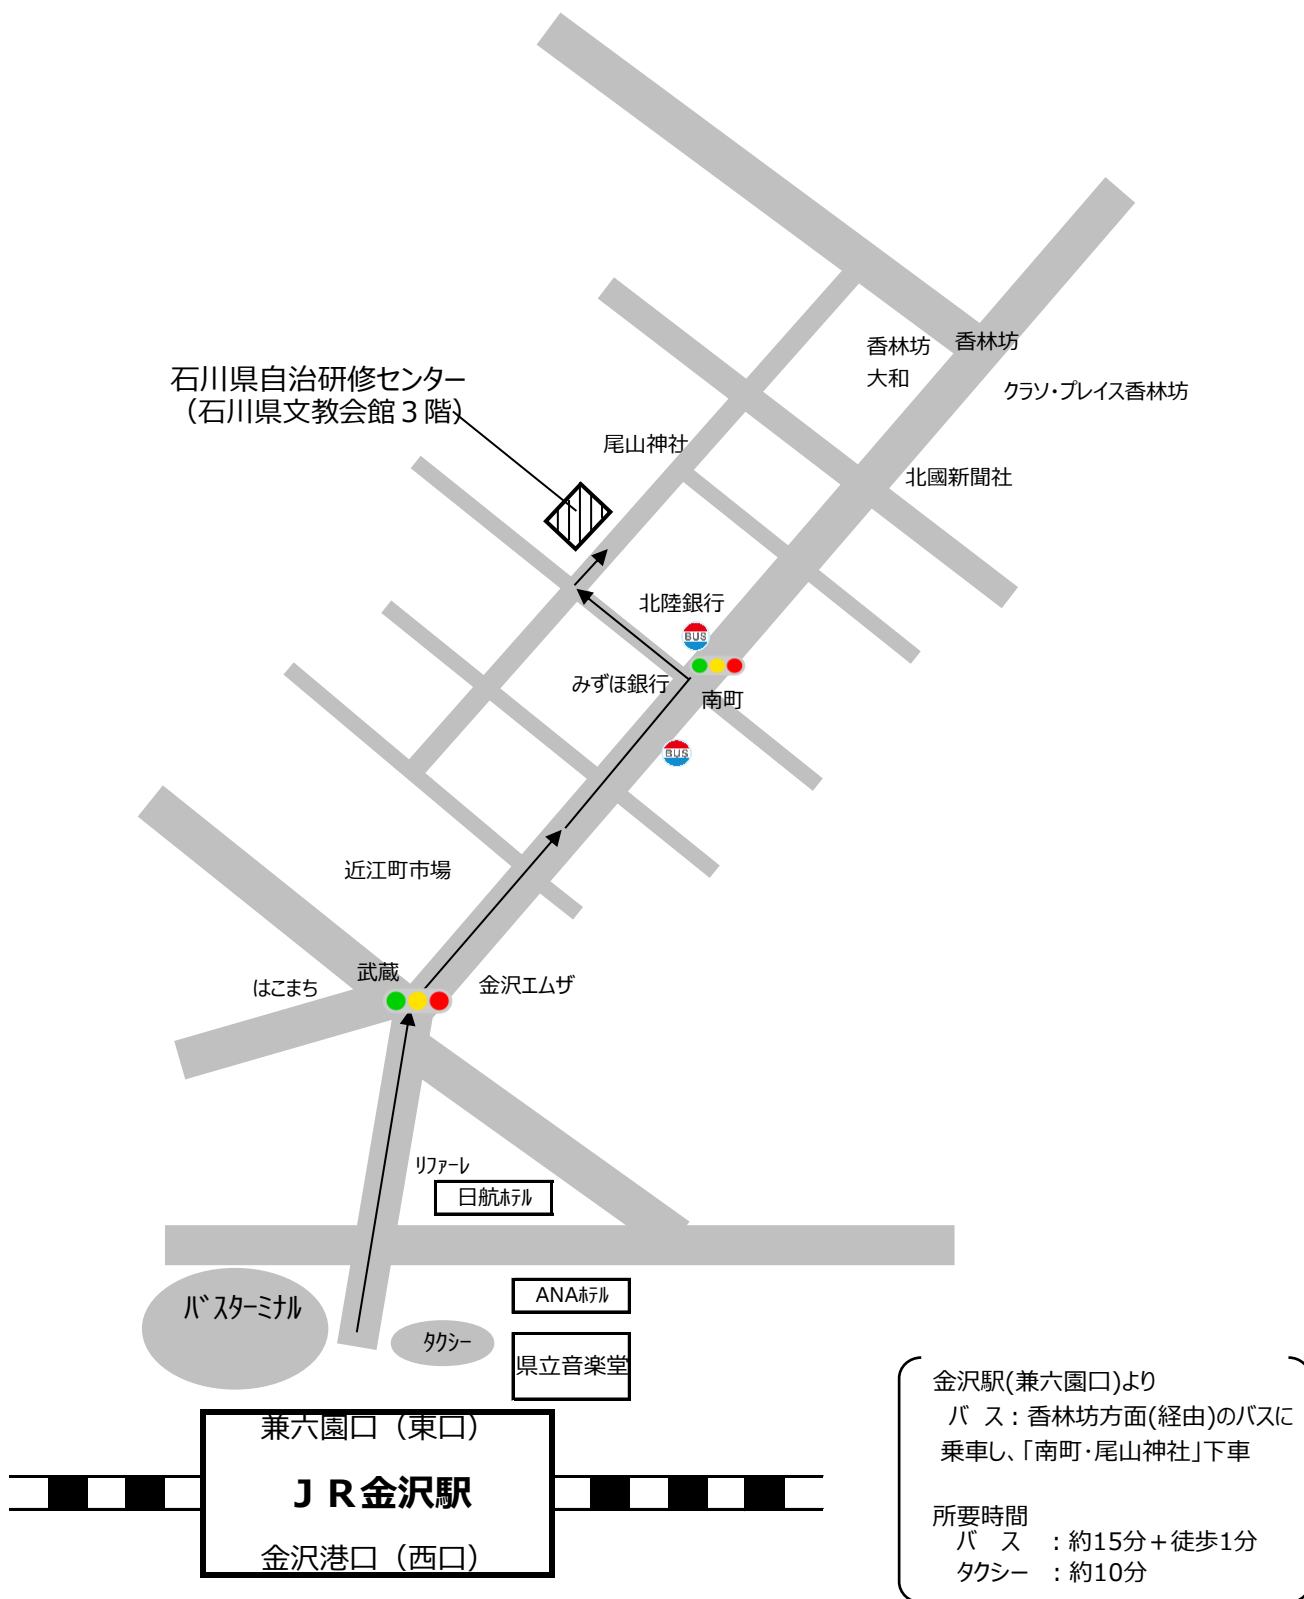 香林坊
香林坊
大和
クラソ・プレイス香林坊
石川県自治研修センター
（石川県文教会館３階）
尾山神社
北國新聞社
北陸銀行
BUS
みずほ銀行
南町
BUS
近江町市場
武蔵
はこまち
金沢エムザ
ﾘﾌｧｰﾚ
日航ﾎﾃﾙ
ANAﾎﾃﾙ
ﾊﾞｽﾀｰﾐﾅﾙ
ﾀｸｼｰ
県立音楽堂
兼六園口（東口）
ＪＲ金沢駅
金沢港口（西口）
金沢駅(兼六園口)より
バ ス：香林坊方面(経由)のバスに
乗車し､｢南町･尾山神社｣下車
所要時間
バ ス ：約15分＋徒歩1分
タクシー ：約10分